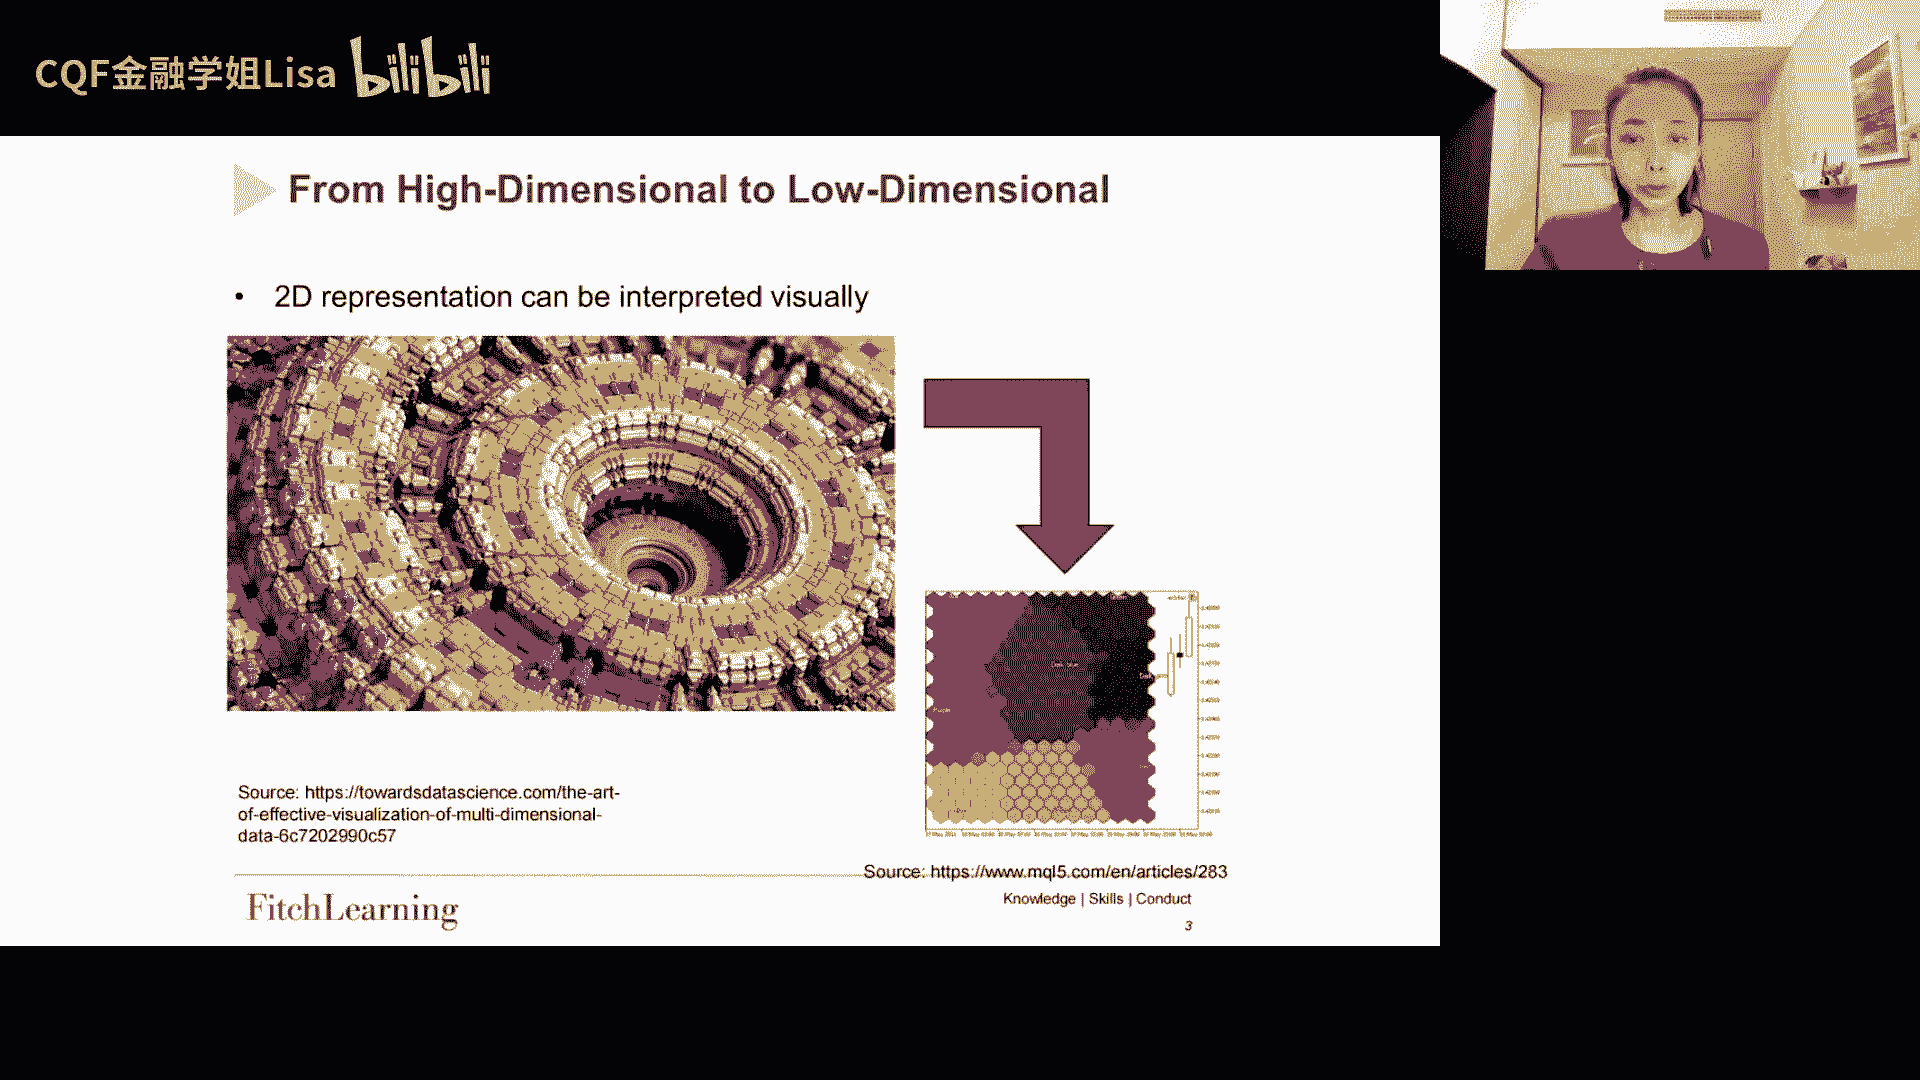 CQF金融学姐Lisa bilibili
From High-Dimensional to Low-Dimensional
• 2D representation can be interpreted visually
Source: https://towardsdatascience.com/the-art-
of-effective-visualization-of-multi-dimensional-
data-6c7202990c57
Source: https://www.mql5.com/en/articles/283
FitchLearning
Knowledge | Skills | Conduct
3